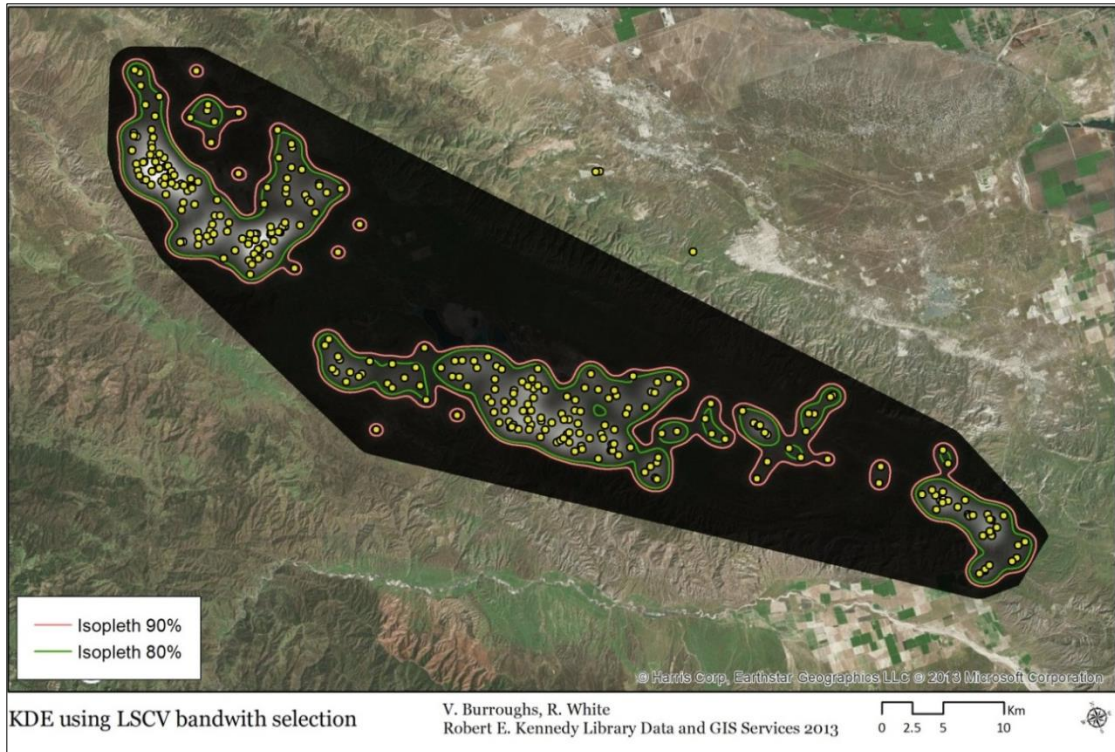 Isopleth 90%
Isopleth 80%
© Harris Corp, Earthstar Geographics LLC © 2013 Microsoft Corporation
KDE using LSCV bandwith selection
V. Burroughs, R. White
Robert E. Kennedy Library Data and GIS Services 2013
0 2.5 5 10 Km